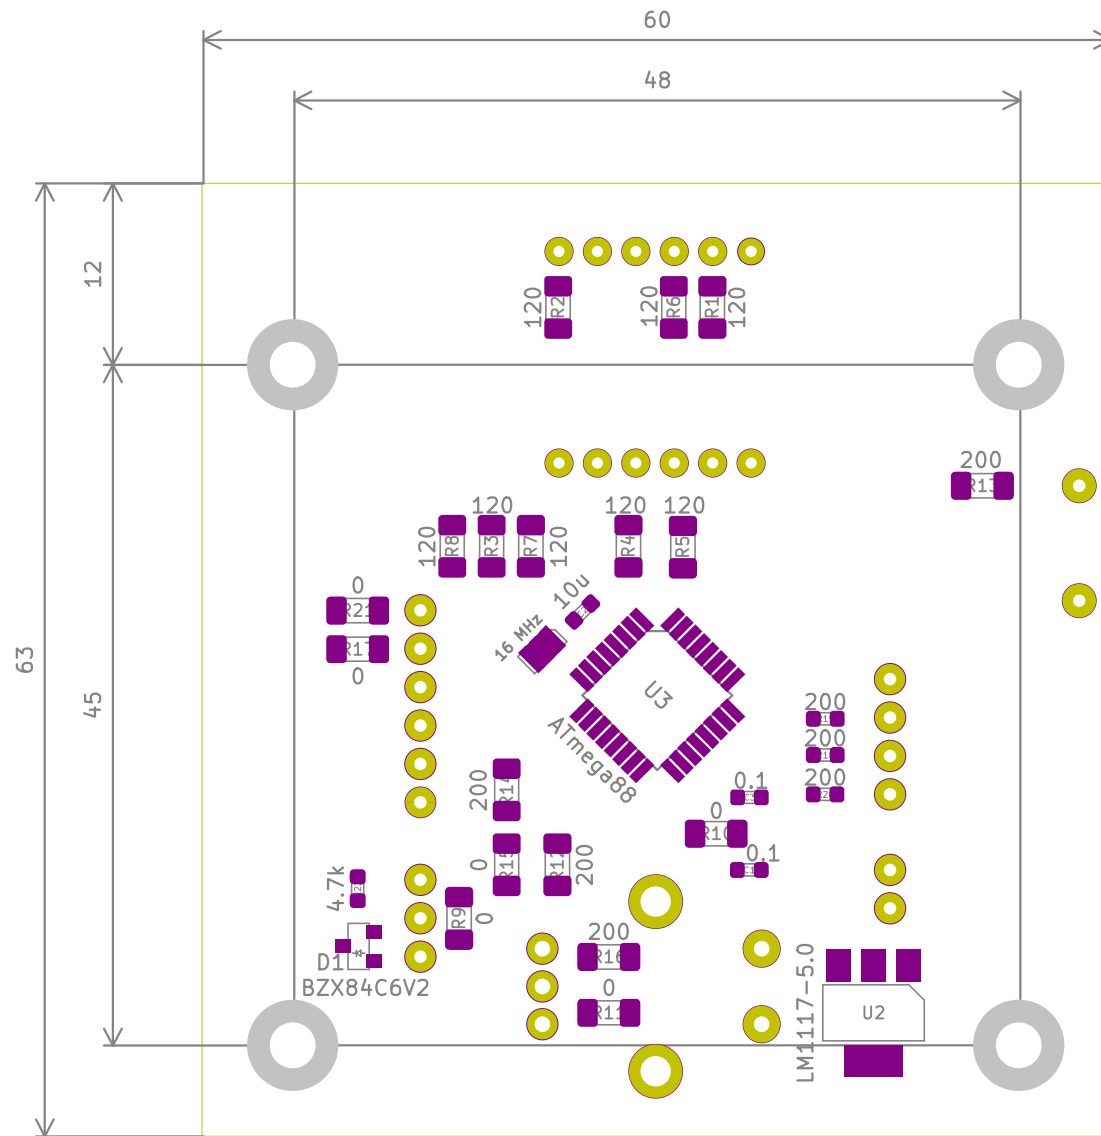 60
48
12
120
R2
120
R6
R1
120
45
63
200
R13
120
R8
120
R3
R7
120
120
R4
120
R5
0
R21
R17
0
10u
16 MHz
U3
ATmega88
200
200
200
0.1
0
R10
0.1
200
R14
0
R15
R12
200
4.7k
R9
0
D1
BZX84C6V2
200
R16
0
R11
LM1117-5.0
U2